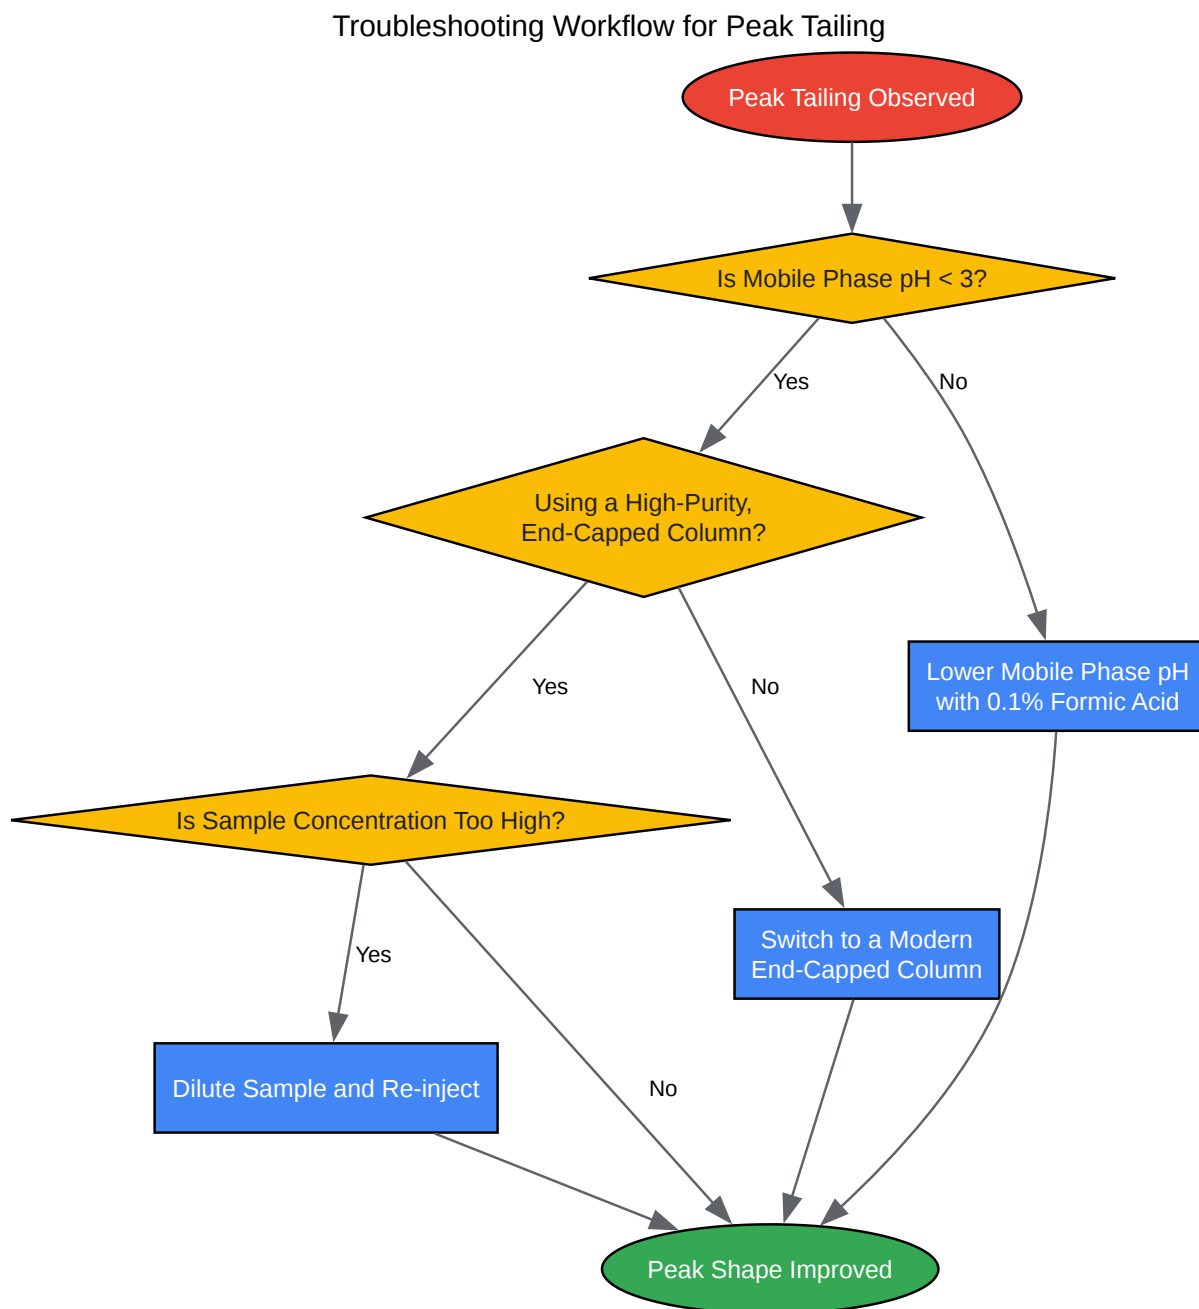 Troubleshooting Workflow for Peak Tailing
Peak Tailing Observed
Is Mobile Phase pH < 3?
Yes
No
Using a High-Purity,
End-Capped Column?
Yes
No
Lower Mobile Phase pH
with 0.1% Formic Acid
Is Sample Concentration Too High?
Yes
No
Switch to a Modern
End-Capped Column
Dilute Sample and Re-inject
Peak Shape Improved